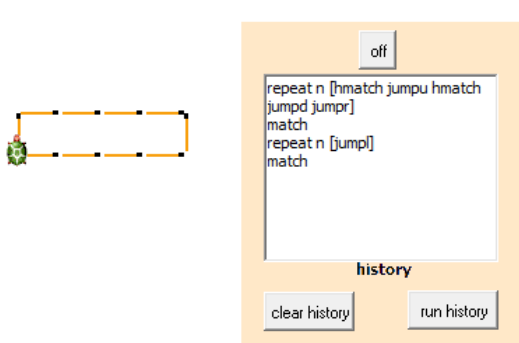 off
repeat n [hmatch jumpu hmatch
jumpd jumpr]
match
repeat n [jumpl]
match
history
clear history
run history